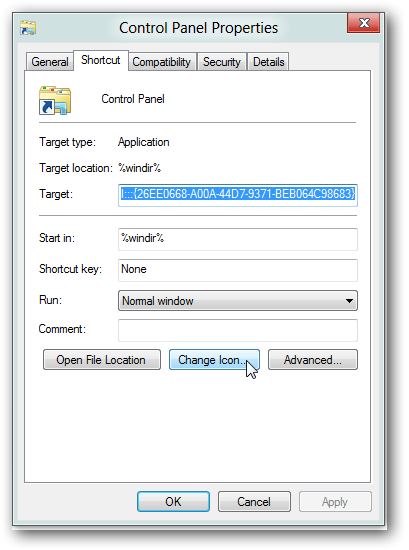 Control Panel Properties
General Shortcut Compatibility Security Details
Control Panel
Target type: Application
Target location: %windir%
Target: l:::{26EE0668-A00A-44D7-9371-BEB064C98683}
Start in: %windir%
Shortcut key: None
Run: Normal window
Comment:
Open File Location Change Icon... Advanced...
OK Cancel Apply